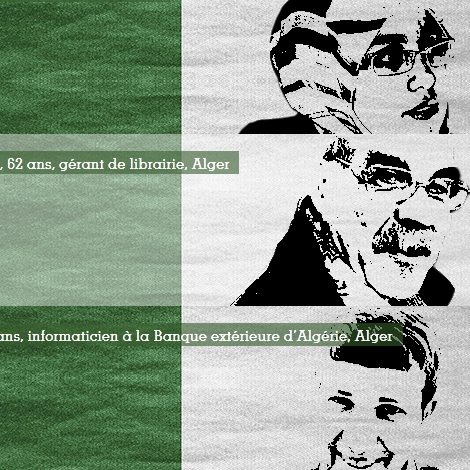 , 62 ans, gérant de librairie, Alger
ans, informaticien à la Banque extérieure d'Algérie, Alger